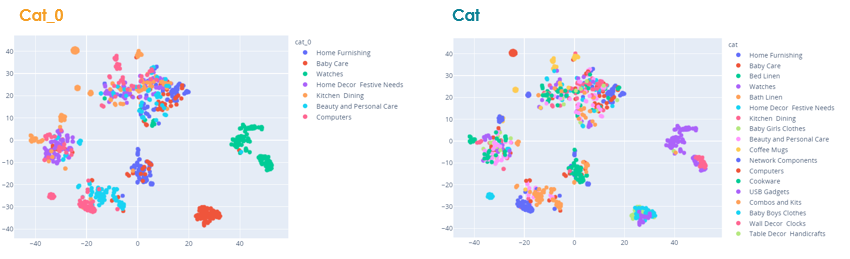 Cat_0
Cat
cat_0
Home Furnishing
Baby Care
Watches
Home Decor Festive Needs
Kitchen Dining
Beauty and Personal Care
Computers
40
30
20
10
0
−10
−20
−30
−40
−40
−20
0
20
40
cat
Home Furnishing
Baby Care
Bed Linen
Watches
Bath Linen
Home Decor Festive Needs
Kitchen Dining
Baby Girls Clothes
Beauty and Personal Care
Coffee Mugs
Network Components
Computers
Cookware
USB Gadgets
Combos and Kits
Baby Boys Clothes
Wall Decor Clocks
Table Decor Handicrafts
40
30
20
10
0
−10
−20
−30
−40
−40
−20
0
20
40